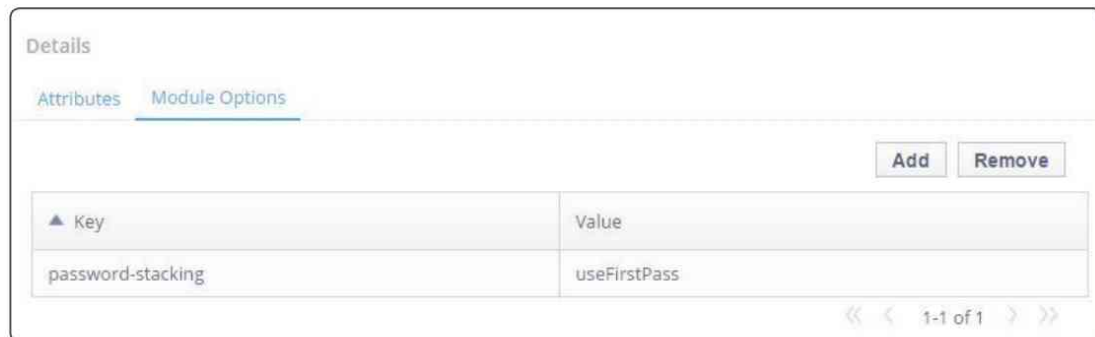 Details
Attributes Module Options
Add Remove
▲ Key Value
password-stacking useFirstPass
« < 1-1 of 1 > »